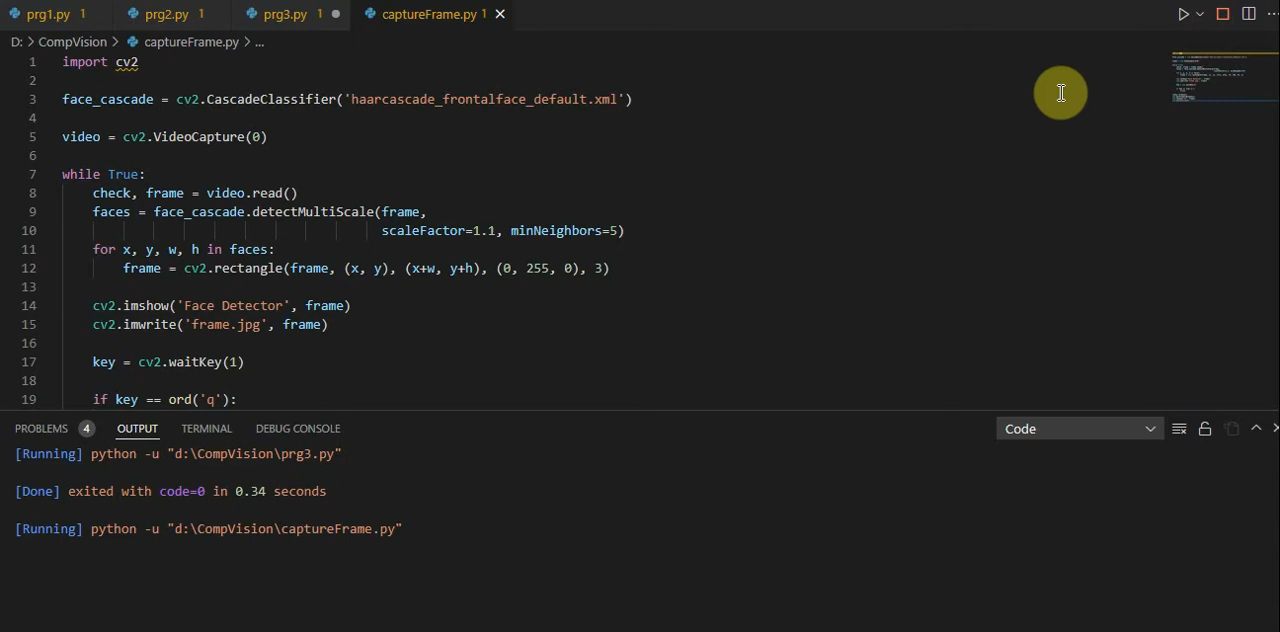 prg1.py 1 prg2.py 1 prg3.py 1 captureFrame.py 1
D: > CompVision > captureFrame.py > ...
1 import cv2
2
3 face_cascade = cv2.CascadeClassifier('haarcascade_frontalface_default.xml')
4
5 video = cv2.VideoCapture(0)
6
7 while True:
8 check, frame = video.read()
9 faces = face_cascade.detectMultiScale(frame,
10 scaleFactor=1.1, minNeighbors=5)
11 for x, y, w, h in faces:
12 frame = cv2.rectangle(frame, (x, y), (x+w, y+h), (0, 255, 0), 3)
13
14 cv2.imshow('Face Detector', frame)
15 cv2.imwrite('frame.jpg', frame)
16
17 key = cv2.waitKey(1)
18
19 if key == ord('q'):
PROBLEMS 4 OUTPUT TERMINAL DEBUG CONSOLE Code
[Running] python -u "d:\CompVision\prg3.py"
[Done] exited with code=0 in 0.34 seconds
[Running] python -u "d:\CompVision\captureFrame.py"